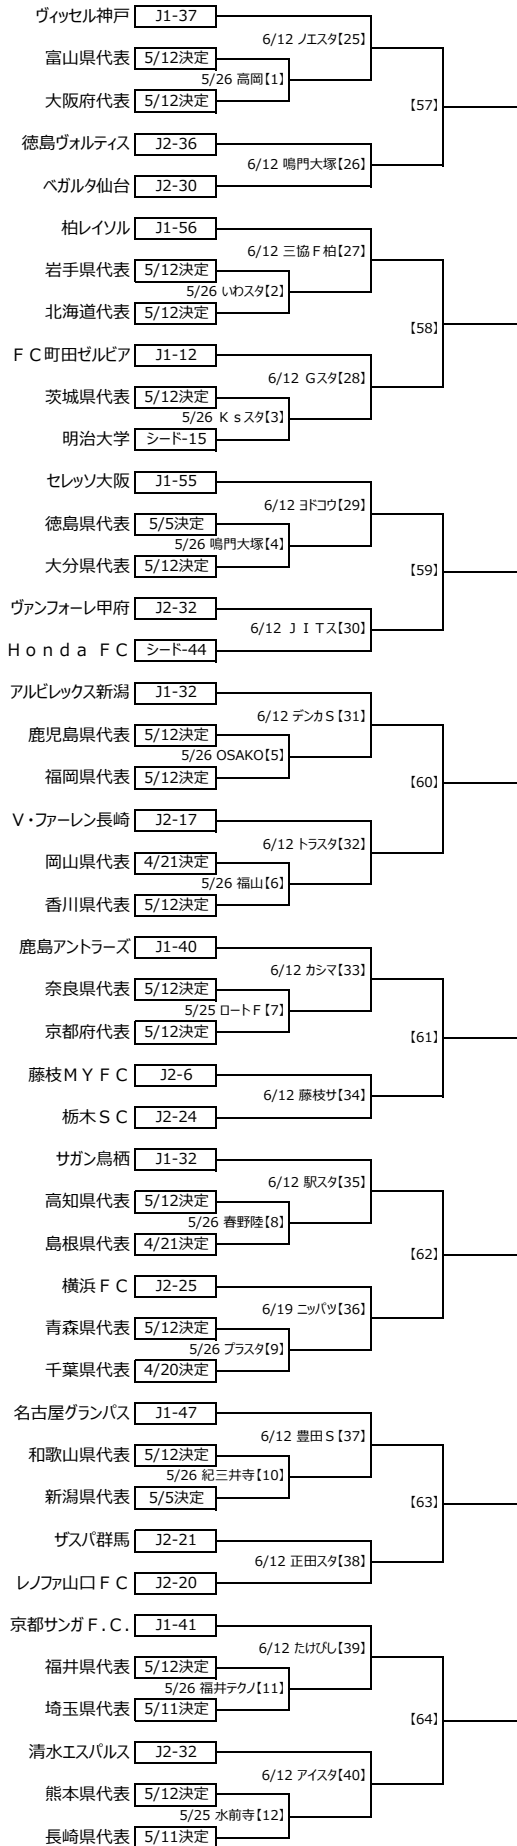 ヴィッセル神戸 J1-37
6/12 ノエスタ【25】
富山県代表 5/12決定
5/26 高岡【1】
大阪府代表 5/12決定
【57】
徳島ヴォルティス J2-36
6/12 鳴門大塚【26】
ベガルタ仙台 J2-30
柏レイソル J1-56
6/12 三協Ｆ柏【27】
岩手県代表 5/12決定
5/26 いわスタ【2】
北海道代表 5/12決定
【58】
ＦＣ町田ゼルビア J1-12
6/12 Ｇスタ【28】
茨城県代表 5/12決定
5/26 Ｋｓスタ【3】
明治大学 シード-15
セレッソ大阪 J1-55
6/12 ヨドコウ【29】
徳島県代表 5/5決定
5/26 鳴門大塚【4】
大分県代表 5/12決定
【59】
ヴァンフォーレ甲府 J2-32
6/12 ＪＩＴス【30】
Ｈｏｎｄａ ＦＣ シード-44
アルビレックス新潟 J1-32
6/12 デンカＳ【31】
鹿児島県代表 5/12決定
5/26 OSAKO【5】
福岡県代表 5/12決定
【60】
Ｖ・ファーレン長崎 J2-17
6/12 トラスタ【32】
岡山県代表 4/21決定
5/26 福山【6】
香川県代表 5/12決定
鹿島アントラーズ J1-40
6/12 カシマ【33】
奈良県代表 5/12決定
5/25 ロートＦ【7】
京都府代表 5/12決定
【61】
藤枝ＭＹＦＣ J2-6
6/12 藤枝サ【34】
栃木ＳＣ J2-24
サガン鳥栖 J1-32
6/12 駅スタ【35】
高知県代表 5/12決定
5/26 春野陸【8】
島根県代表 4/21決定
【62】
横浜ＦＣ J2-25
6/19 ニッパツ【36】
青森県代表 5/12決定
5/26 プラスタ【9】
千葉県代表 4/20決定
名古屋グランパス J1-47
6/12 豊田Ｓ【37】
和歌山県代表 5/12決定
5/26 紀三井寺【10】
新潟県代表 5/5決定
【63】
ザスパ群馬 J2-21
6/12 正田スタ【38】
レノファ山口ＦＣ J2-20
京都サンガＦ.Ｃ. J1-41
6/12 たけびし【39】
福井県代表 5/12決定
5/26 福井テクノ【11】
埼玉県代表 5/11決定
【64】
清水エスパルス J2-32
6/12 アイスタ【40】
熊本県代表 5/12決定
5/25 水前寺【12】
長崎県代表 5/11決定